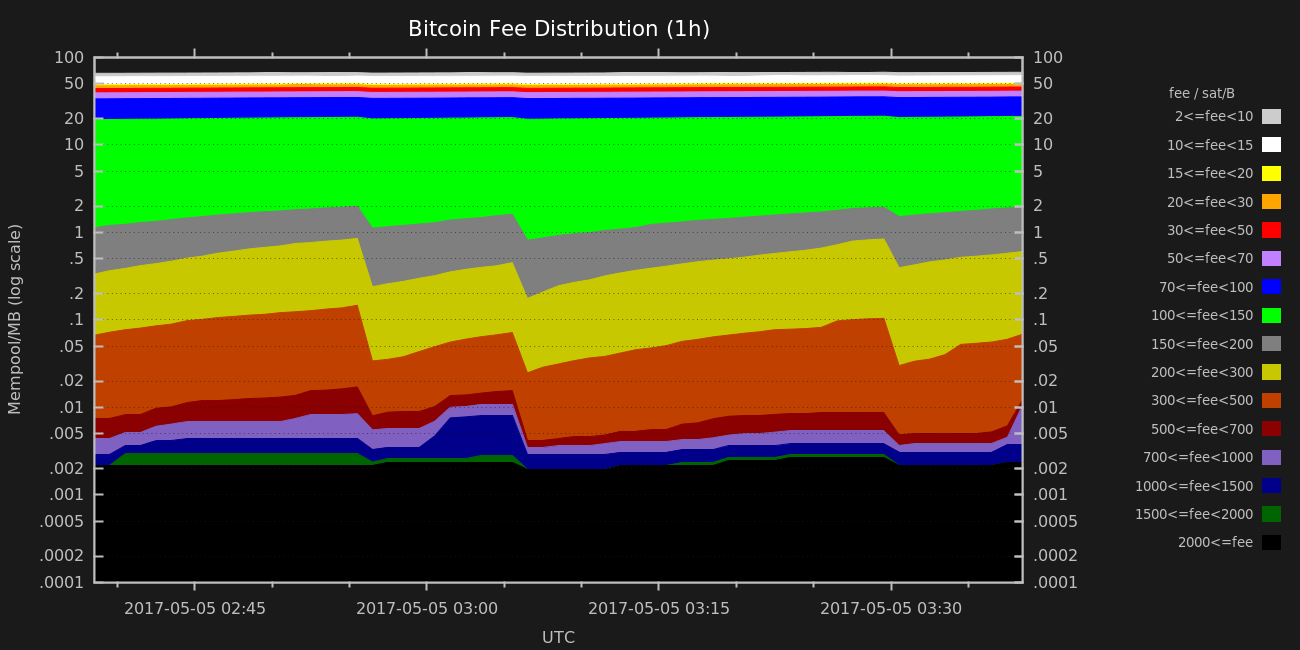 Bitcoin Fee Distribution (1h)
Mempool/MB (log scale)
100
50
20
10
5
2
1
.5
.2
.1
.05
.02
.01
.005
.002
.001
.0005
.0002
.0001
100
50
20
10
5
2
1
.5
.2
.1
.05
.02
.01
.005
.002
.001
.0005
.0002
.0001
2017-05-05 02:45
2017-05-05 03:00
2017-05-05 03:15
2017-05-05 03:30
UTC
fee / sat/B
2<=fee<10
10<=fee<15
15<=fee<20
20<=fee<30
30<=fee<50
50<=fee<70
70<=fee<100
100<=fee<150
150<=fee<200
200<=fee<300
300<=fee<500
500<=fee<700
700<=fee<1000
1000<=fee<1500
1500<=fee<2000
2000<=fee